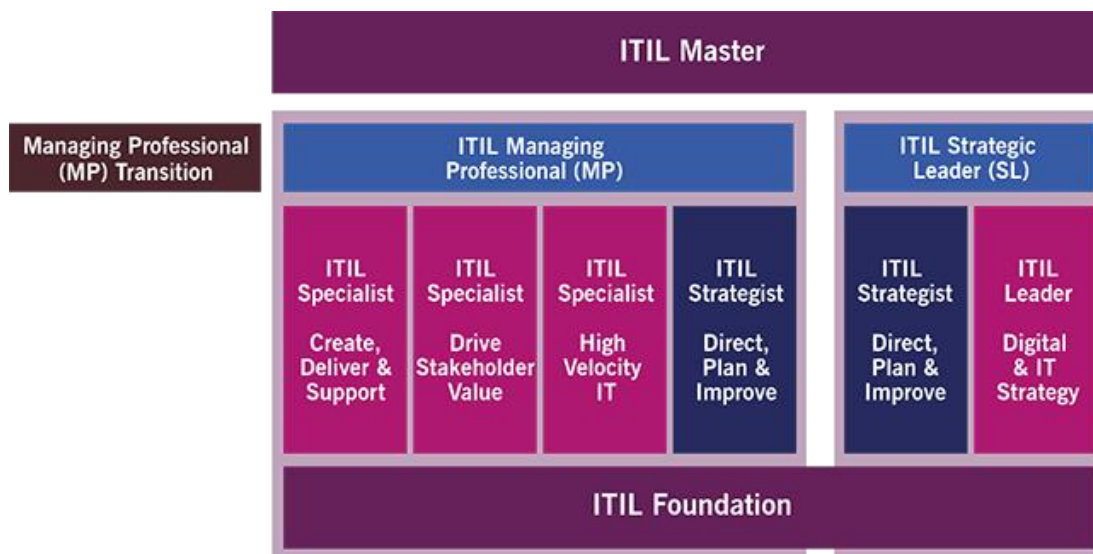 ITIL Master
Managing Professional
(MP) Transition
ITIL Managing
Professional (MP)
ITIL Strategic
Leader (SL)
ITIL
Specialist
Create,
Deliver &
Support
ITIL
Specialist
Drive
Stakeholder
Value
ITIL
Specialist
High
Velocity
IT
ITIL
Strategist
Direct,
Plan &
Improve
ITIL
Strategist
Direct,
Plan &
Improve
ITIL
Leader
Digital
& IT
Strategy
ITIL Foundation